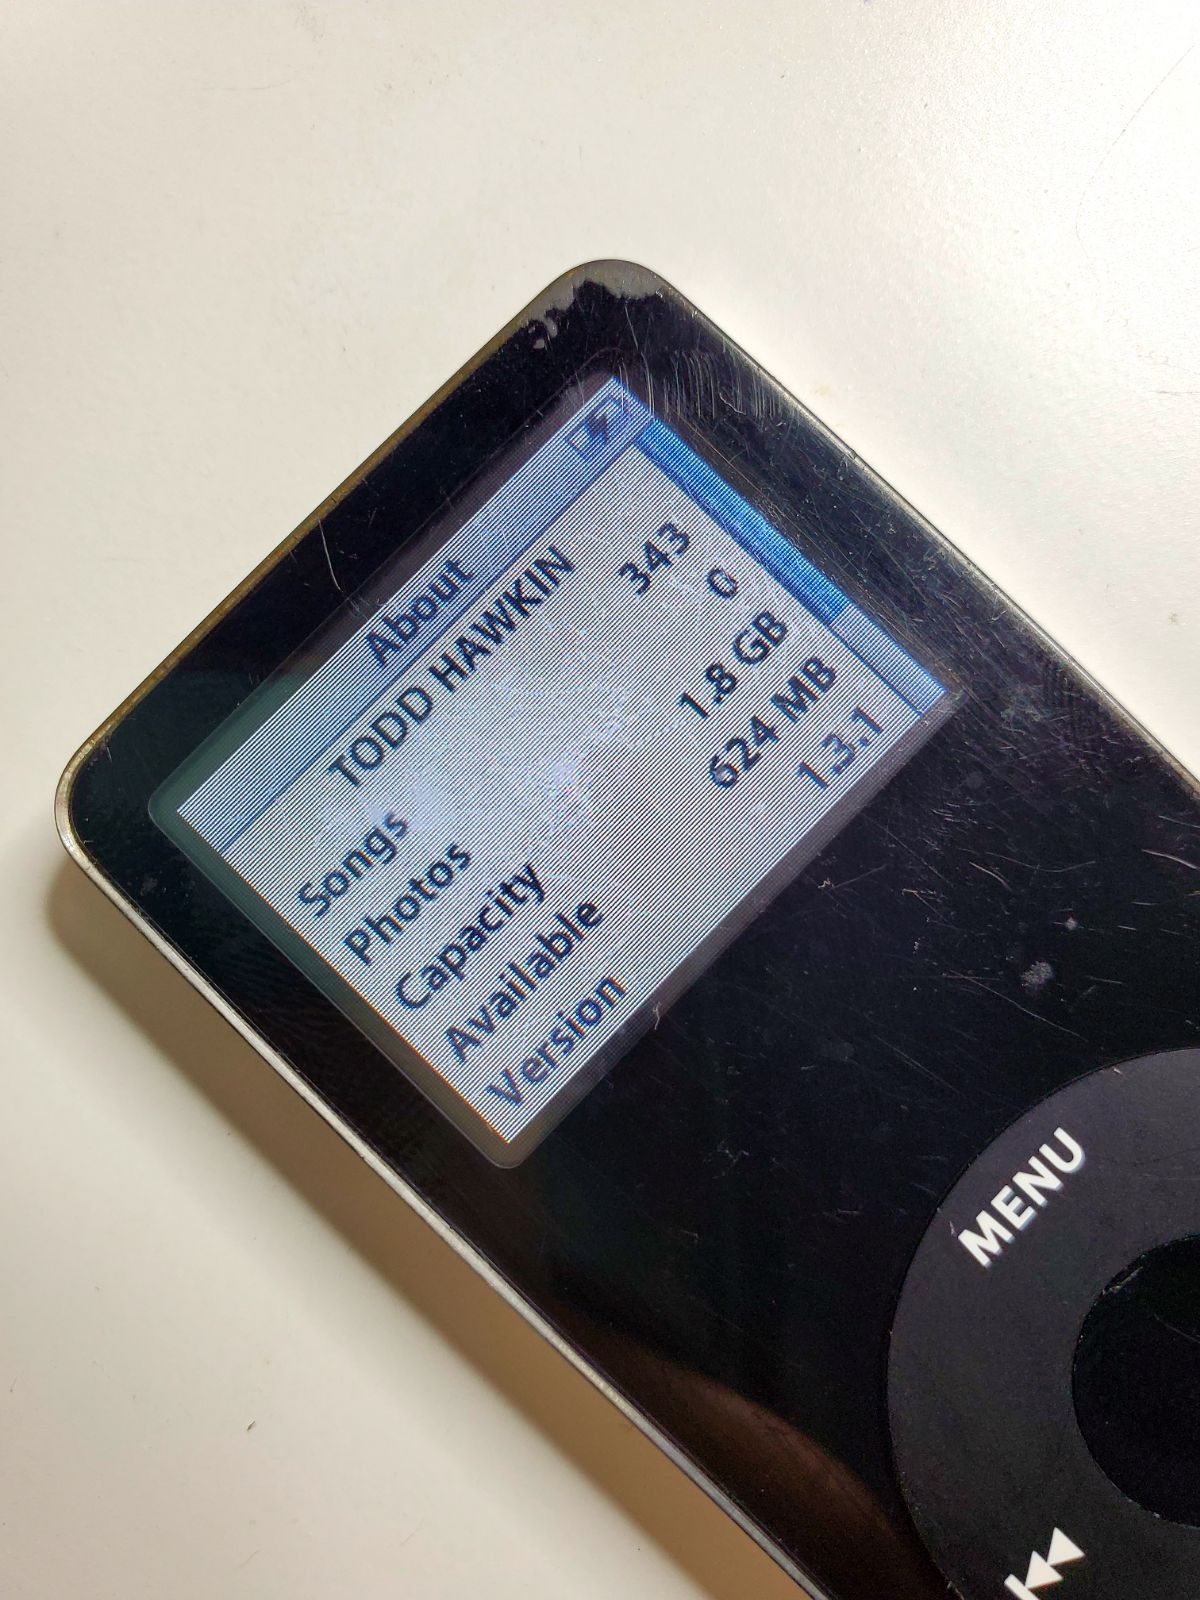 About
TODD HAWKIN
Songs 343
Photos 0
Capacity 1.8 GB
Available 624 MB
Version 1.3.1
MENU